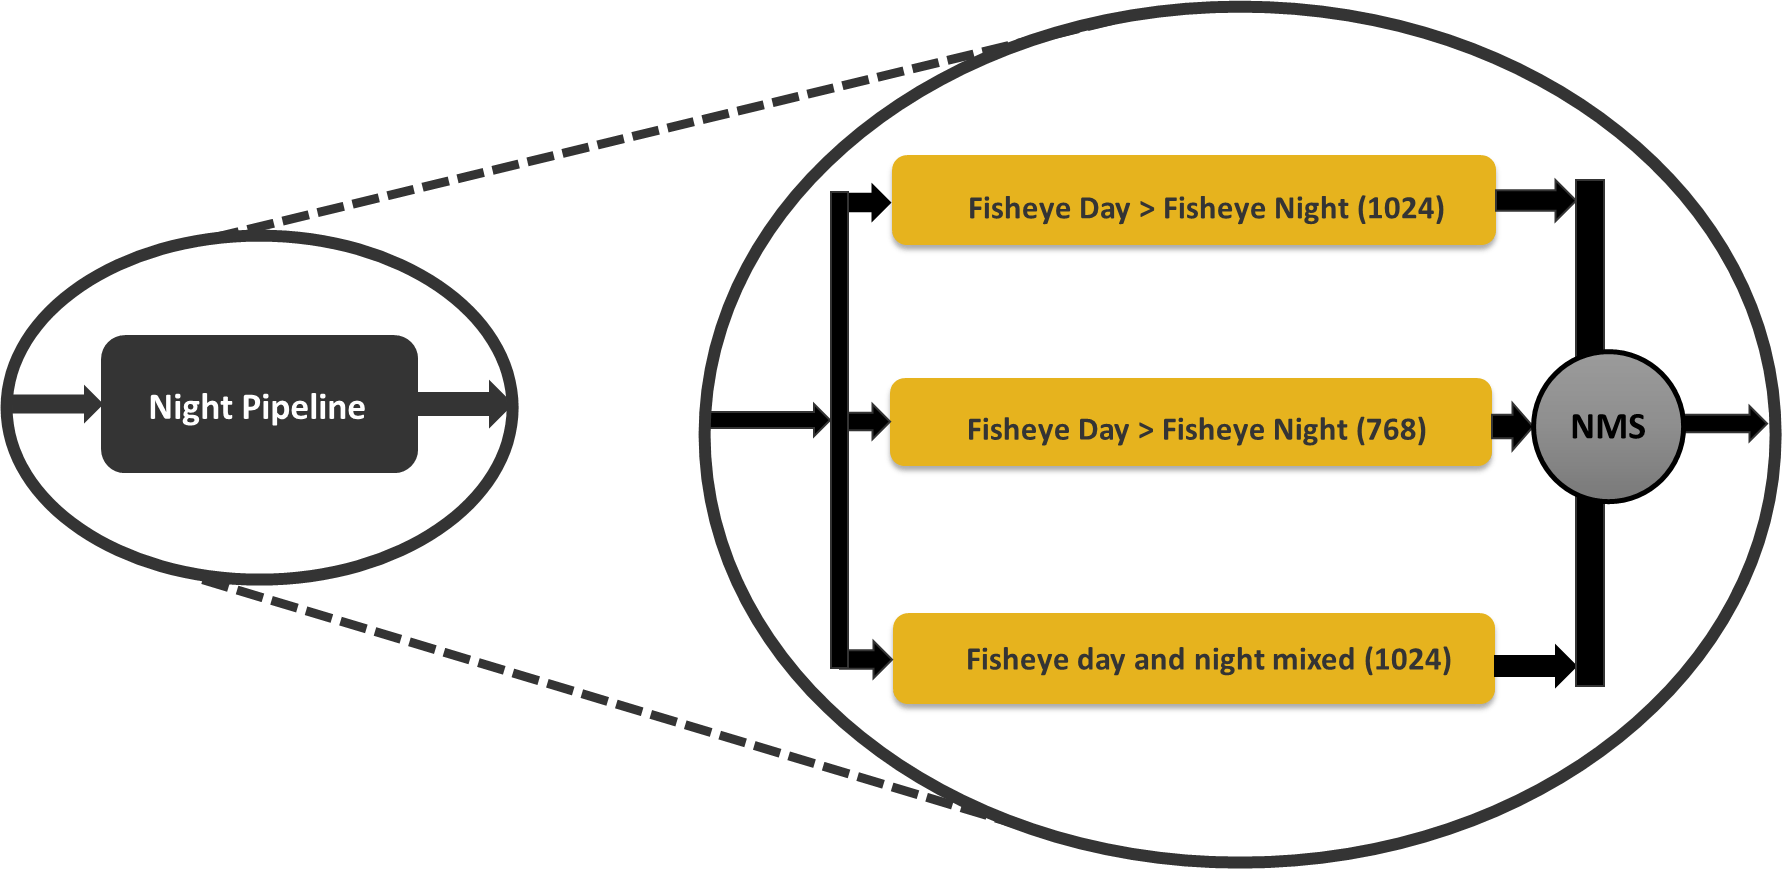 Night Pipeline
Fisheye Day > Fisheye Night (1024)
Fisheye Day > Fisheye Night (768)
Fisheye day and night mixed (1024)
NMS